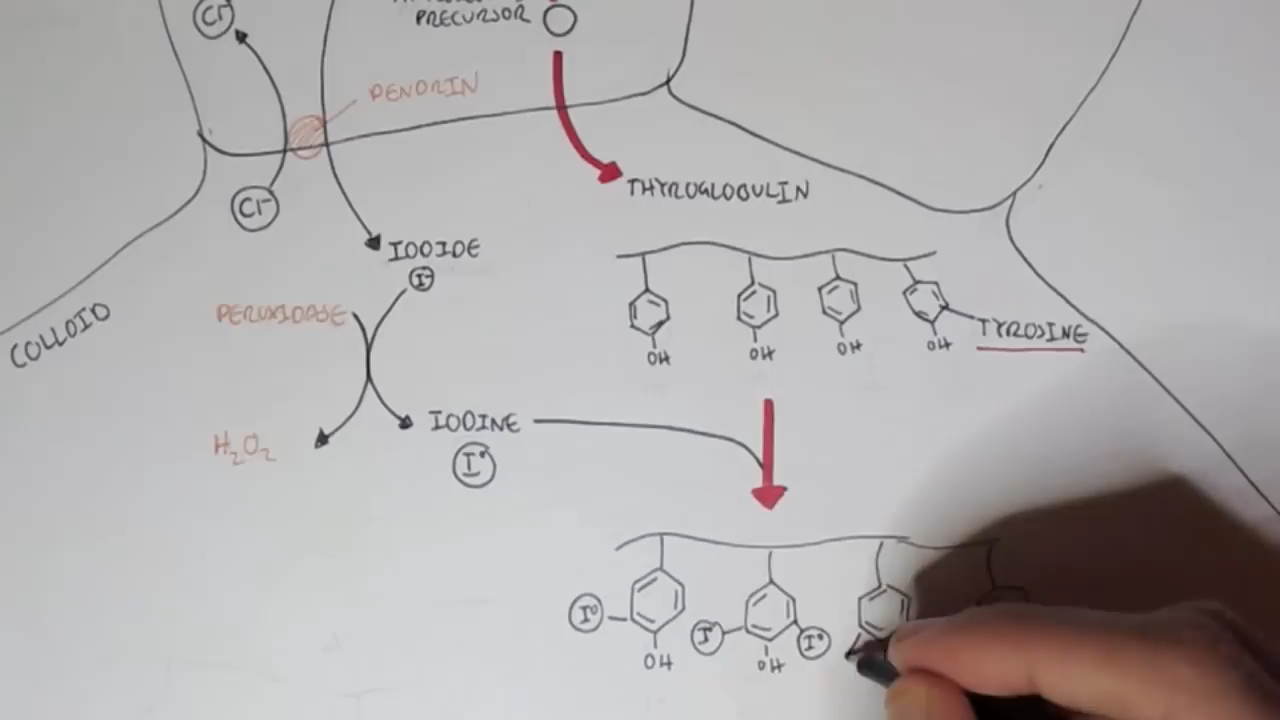 Cl-
PRECURSOR
PENDRIN
Cl-
THYROGLOBULIN
IODIDE
I-
COLLOID
PEROXIDASE
TYROSINE
OH
OH
OH
OH
H2O2
IODINE
I°
I°
I°
I°
OH
OH